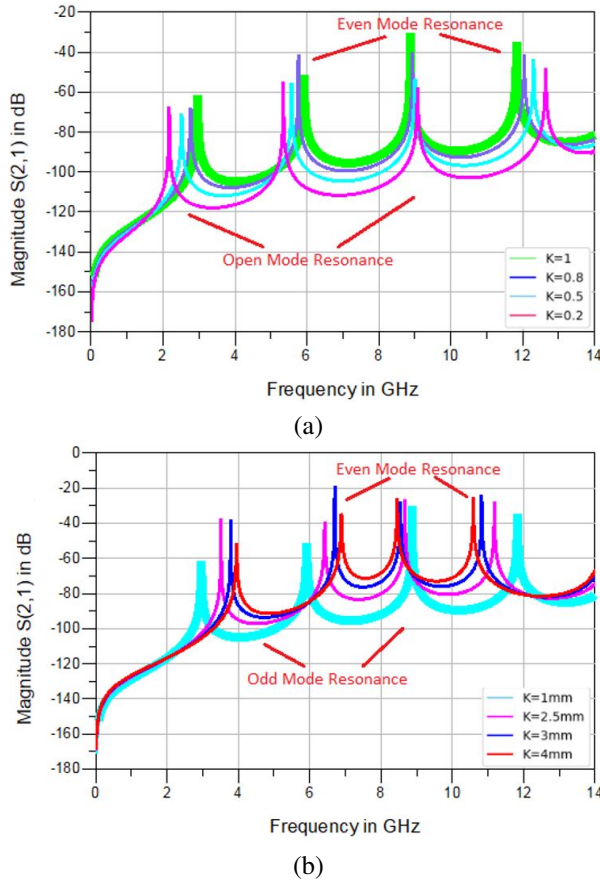 -20
-40
-60
-80
-100
-120
-140
-160
-180
Magnitude S(2,1) in dB
Even Mode Resonance
Open Mode Resonance
K=1
K=0.8
K=0.5
K=0.2
0 2 4 6 8 10 12 14
Frequency in GHz
(a)
0
-20
-40
-60
-80
-100
-120
-140
-160
-180
Magnitude S(2,1) in dB
Even Mode Resonance
Odd Mode Resonance
K=1mm
K=2.5mm
K=3mm
K=4mm
0 2 4 6 8 10 12 14
Frequency in GHz
(b)